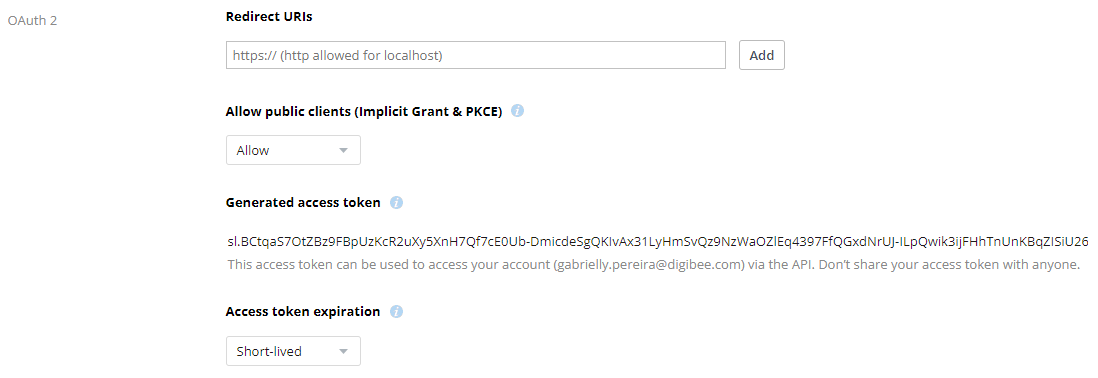 OAuth 2
Redirect URIs
https:// (http allowed for localhost)
Add
Allow public clients (Implicit Grant & PKCE)
Allow
Generated access token
sl.BCtqaS7OtZBz9FBpUzKcR2uXy5XnH7Qf7cE0Ub-DmicdeSgQKIvAx31LyHmSvQz9NzWaOZlEq4397FfQGxdNrUJ-ILpQwik3ijFHhTnUnKBqZISiU26
This access token can be used to access your account (gabrielly.pereira@digibee.com) via the API. Don’t share your access token with anyone.
Access token expiration
Short-lived